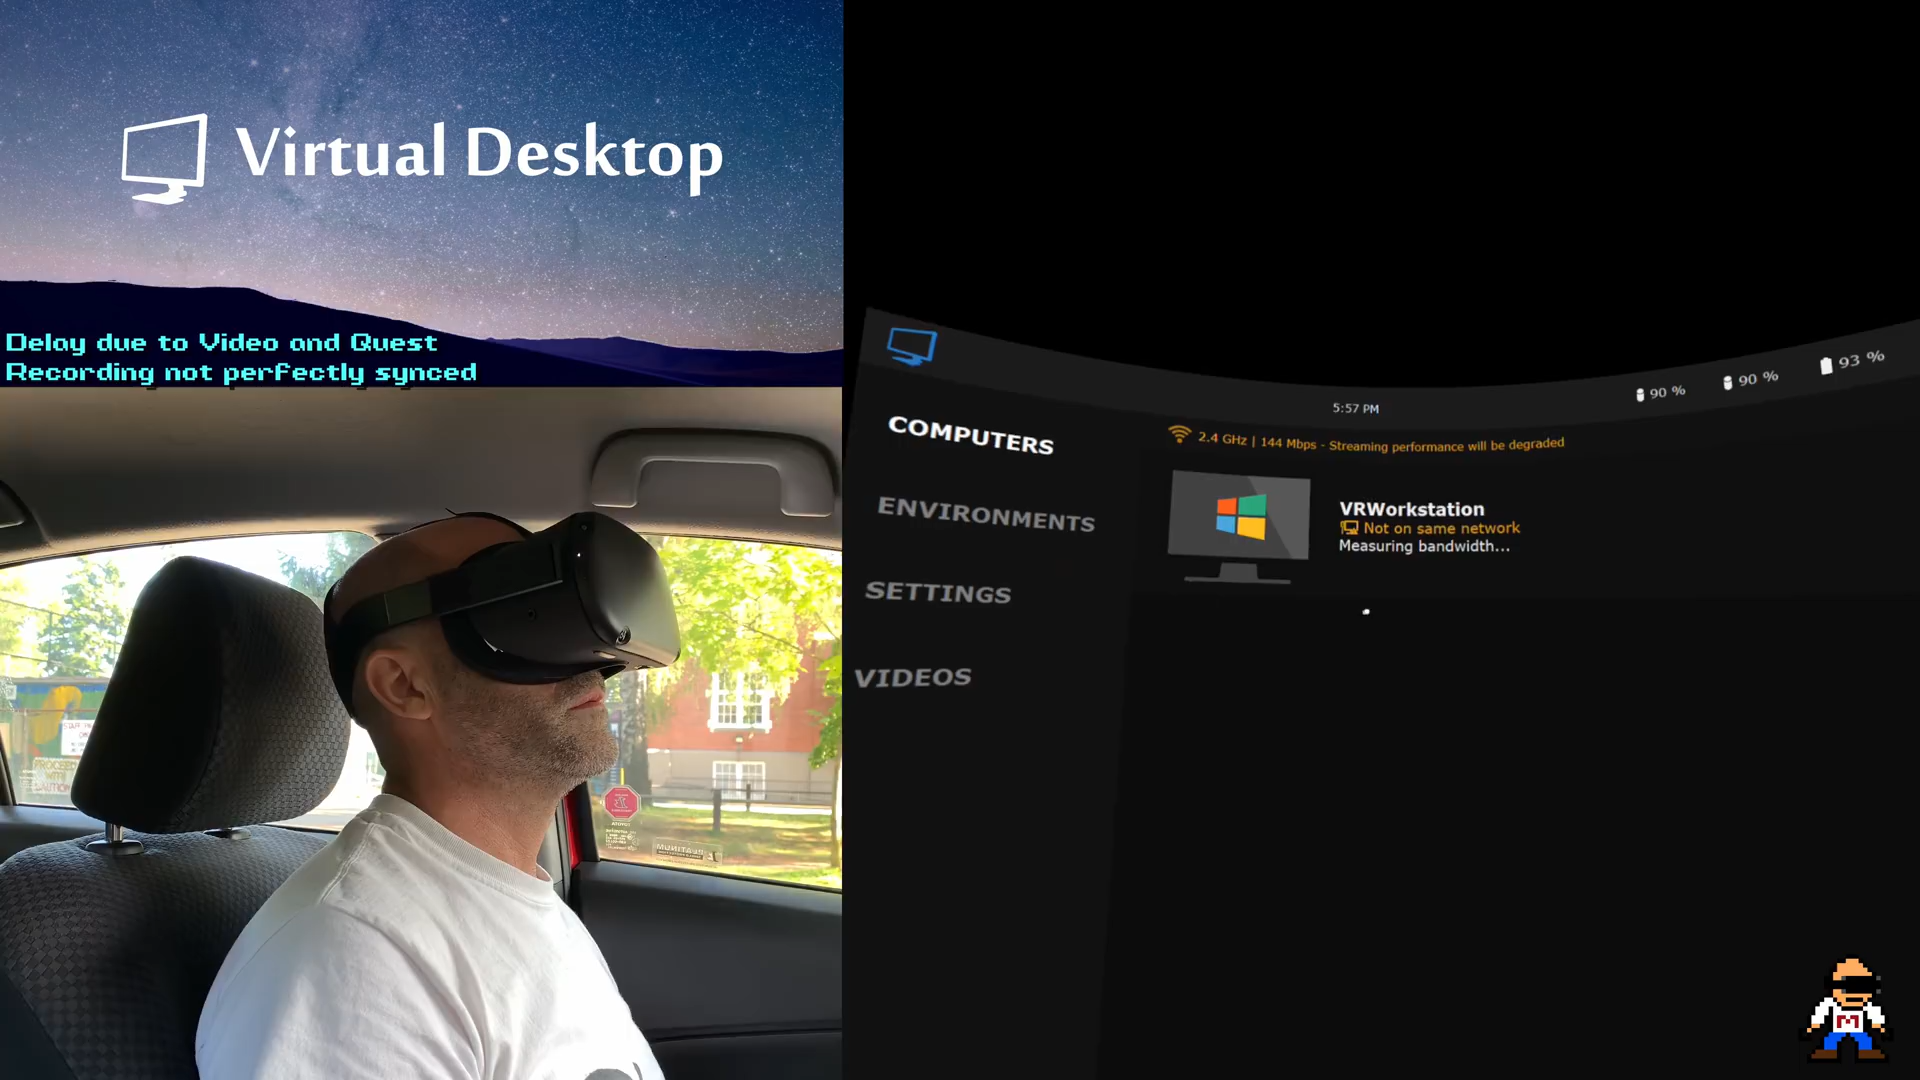 Virtual Desktop
Delay due to Video and Quest
Recording not perfectly synced
5:57 PM
90 %
90 %
93 %
COMPUTERS
2.4 GHz | 144 Mbps - Streaming performance will be degraded
ENVIRONMENTS
VRWorkstation
Not on same network
Measuring bandwidth...
SETTINGS
VIDEOS
M